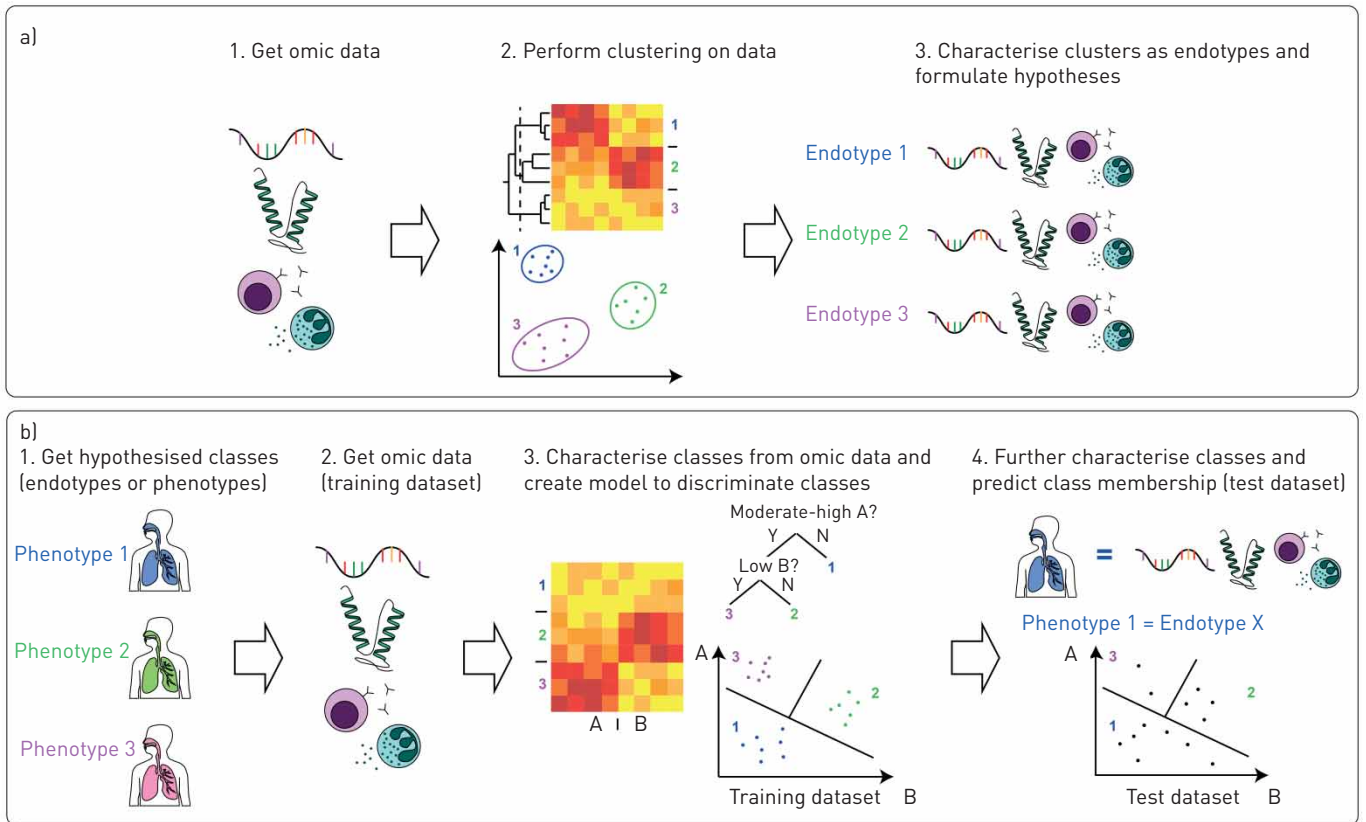 a)
1. Get omic data
2. Perform clustering on data
3. Characterise clusters as endotypes and
formulate hypotheses
1
2
3
1
2
3
Endotype 1
Endotype 2
Endotype 3
b)
1. Get hypothesised classes
(endotypes or phenotypes)
2. Get omic data
(training dataset)
3. Characterise classes from omic data and
create model to discriminate classes
4. Further characterise classes and
predict class membership (test dataset)
Phenotype 1
Phenotype 2
Phenotype 3
1
2
3
A B
Moderate-high A?
Y N
Low B? 1
Y N
3 2
A
3
2
1
Training dataset B
=
Phenotype 1 = Endotype X
A
3
2
1
Test dataset B